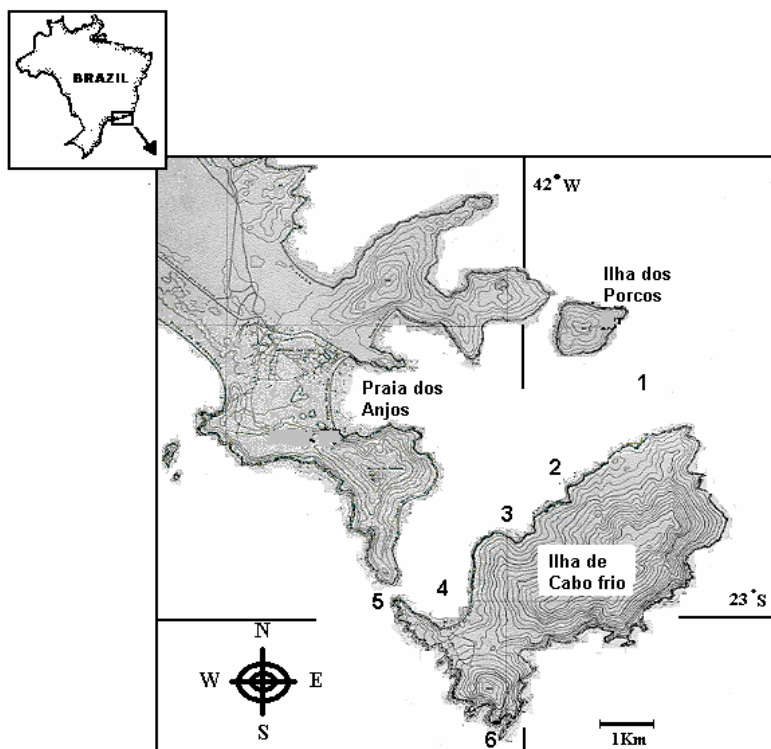 BRAZIL
42° W
Ilha dos
Porcos
1
Praia dos
Anjos
2
3
Ilha de
Cabo frio
4
5
23°S
N
W E
S
6
1Km